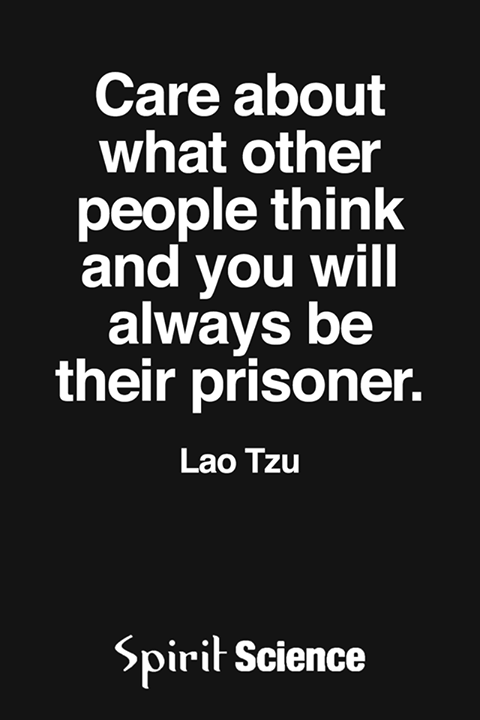 Care about
what other
people think
and you will
always be
their prisoner.
Lao Tzu
Spirit Science